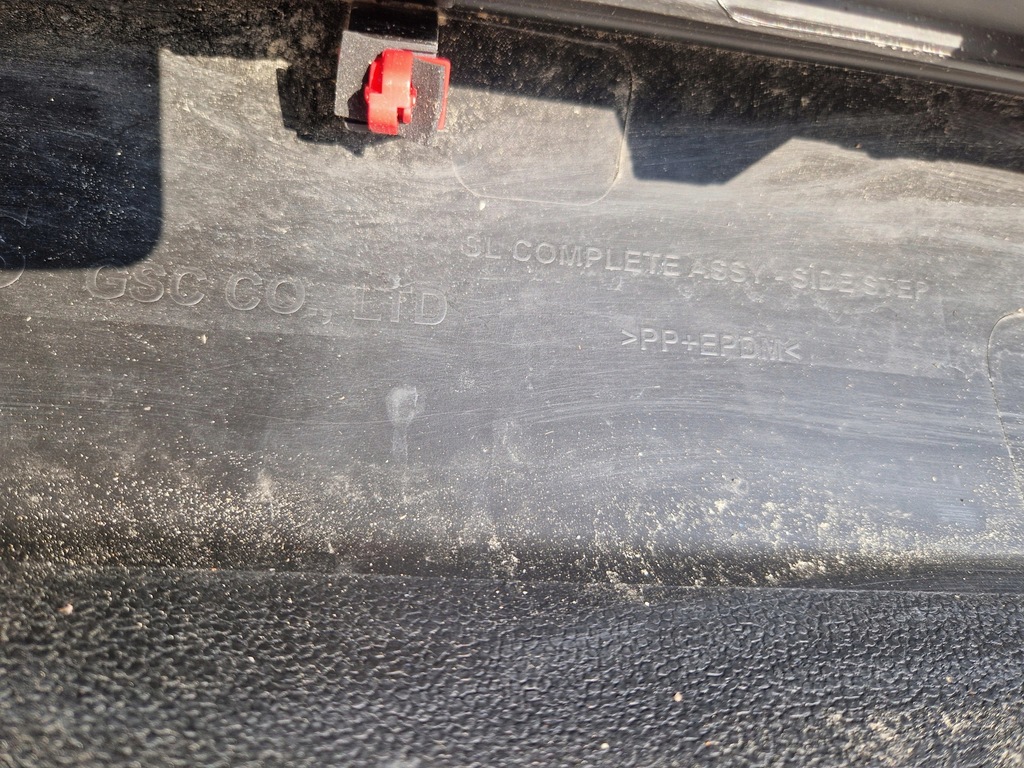 GSC CO., LTD
SL COMPLETE ASSY - SIDE STEP
>PP+EPDM<